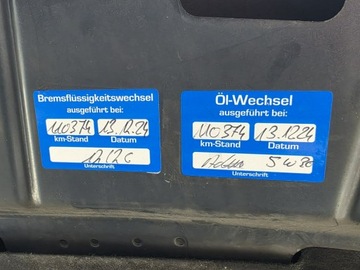 Bremsflüssigkeitswechsel
ausgeführt bei:
110374 13.12.24
km-Stand Datum
Unterschrift
Öl-Wechsel
ausgeführt bei:
110374 13.12.24
km-Stand Datum
5W30
Unterschrift